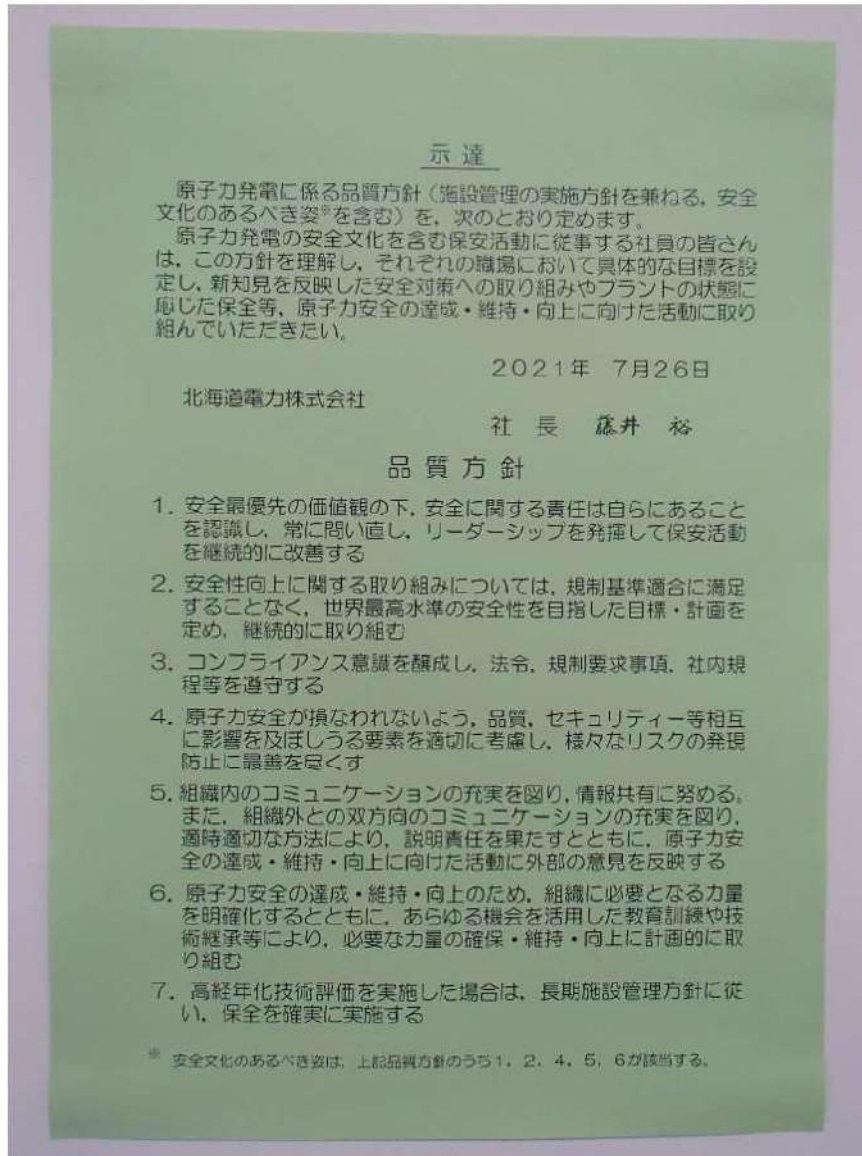 示達
原子力発電に係る品質方針（施設管理の実施方針を兼ねる，安全
文化のあるべき姿※を含む）を，次のとおり定めます。
原子力発電の安全文化を含む保安活動に従事する社員の皆さん
は，この方針を理解し，それぞれの職場において具体的な目標を設
定し，新知見を反映した安全対策への取り組みやプラントの状態に
応じた保全等，原子力安全の達成・維持・向上に向けた活動に取り
組んでいただきたい。
2021年 7月26日
北海道電力株式会社
社長 藤井 裕
品質方針
1．安全最優先の価値観の下，安全に関する責任は自らにあること
を認識し，常に問い直し，リーダーシップを発揮して保安活動
を継続的に改善する
2．安全性向上に関する取り組みについては，規制基準適合に満足
することなく，世界最高水準の安全性を目指した目標・計画を
定め，継続的に取り組む
3．コンプライアンス意識を醸成し，法令，規制要求事項，社内規
程等を遵守する
4．原子力安全が損なわれないよう，品質，セキュリティー等相互
に影響を及ぼしうる要素を適切に考慮し，様々なリスクの発現
防止に最善を尽くす
5．組織内のコミュニケーションの充実を図り，情報共有に努める。
また，組織外との双方向のコミュニケーションの充実を図り，
適時適切な方法により，説明責任を果たすとともに，原子力安
全の達成・維持・向上に向けた活動に外部の意見を反映する
6．原子力安全の達成・維持・向上のため，組織に必要となる力量
を明確化するとともに，あらゆる機会を活用した教育訓練や技
術継承等により，必要な力量の確保・維持・向上に計画的に取
り組む
7．高経年化技術評価を実施した場合は，長期施設管理方針に従
い，保全を確実に実施する
※ 安全文化のあるべき姿は，上記品質方針のうち1，2，4，5，6が該当する。